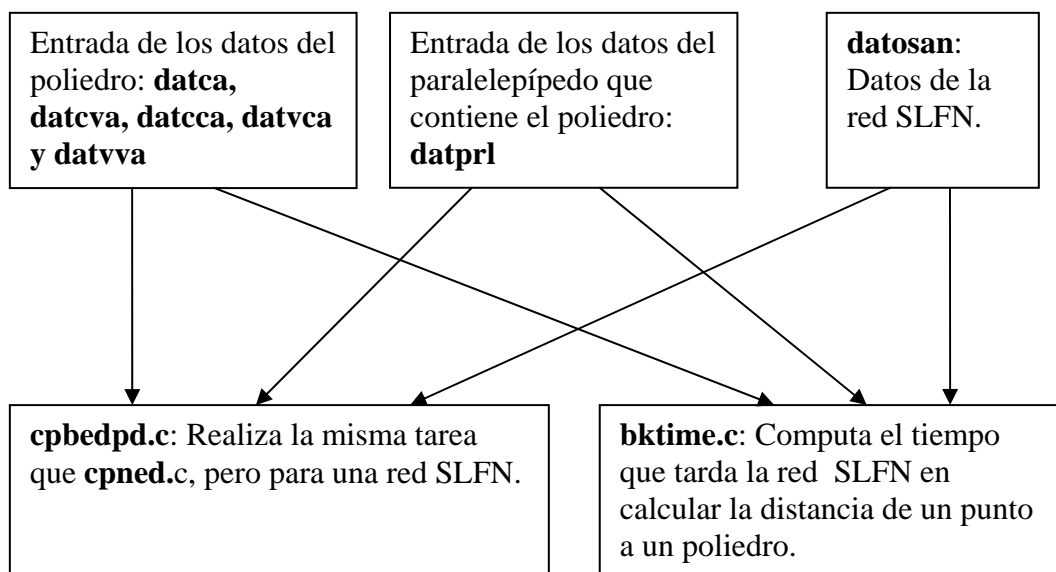 Entrada de los datos del
poliedro: datca,
datcva, datcca, datvca
y datvva
Entrada de los datos del
paralelepípedo que
contiene el poliedro:
datprl
datosan:
Datos de la
red SLFN.
cpbedpd.c: Realiza la misma tarea
que cpned.c, pero para una red SLFN.
bktime.c: Computa el tiempo
que tarda la red SLFN en
calcular la distancia de un punto
a un poliedro.